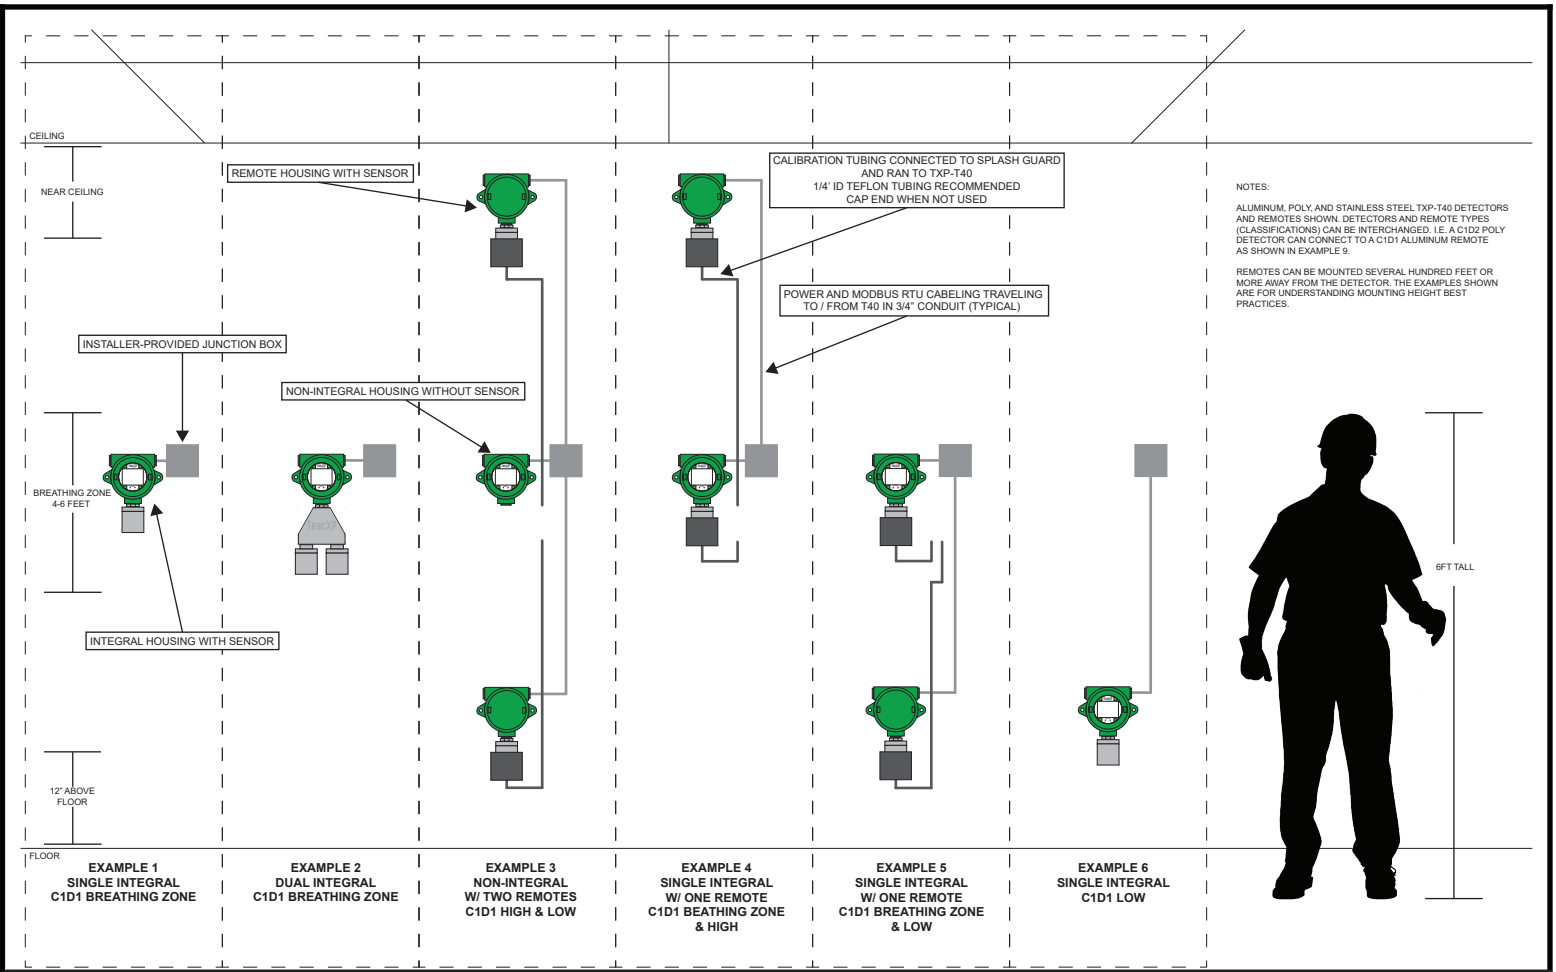 CEILING
NEAR CEILING
REMOTE HOUSING WITH SENSOR
CALIBRATION TUBING CONNECTED TO SPLASH GUARD
AND RAN TO TXP-T40
1/4' ID TEFLON TUBING RECOMMENDED
CAP END WHEN NOT USED
NOTES:
ALUMINUM, POLY, AND STAINLESS STEEL TXP-T40 DETECTORS
AND REMOTES SHOWN. DETECTORS AND REMOTE TYPES
(CLASSIFICATIONS) CAN BE INTERCHANGED. I.E. A C1D2 POLY
DETECTOR CAN CONNECT TO A C1D1 ALUMINUM REMOTE
AS SHOWN IN EXAMPLE 9.
REMOTES CAN BE MOUNTED SEVERAL HUNDRED FEET OR
MORE AWAY FROM THE DETECTOR. THE EXAMPLES SHOWN
ARE FOR UNDERSTANDING MOUNTING HEIGHT BEST
PRACTICES.
POWER AND MODBUS RTU CABELING TRAVELING
TO / FROM T40 IN 3/4" CONDUIT (TYPICAL)
INSTALLER-PROVIDED JUNCTION BOX
NON-INTEGRAL HOUSING WITHOUT SENSOR
BREATHING ZONE
4-6 FEET
TracXP
6FT TALL
INTEGRAL HOUSING WITH SENSOR
12" ABOVE
FLOOR
FLOOR
EXAMPLE 1
SINGLE INTEGRAL
C1D1 BREATHING ZONE
EXAMPLE 2
DUAL INTEGRAL
C1D1 BREATHING ZONE
EXAMPLE 3
NON-INTEGRAL
W/ TWO REMOTES
C1D1 HIGH & LOW
EXAMPLE 4
SINGLE INTEGRAL
W/ ONE REMOTE
C1D1 BEATHING ZONE
& HIGH
EXAMPLE 5
SINGLE INTEGRAL
W/ ONE REMOTE
C1D1 BREATHING ZONE
& LOW
EXAMPLE 6
SINGLE INTEGRAL
C1D1 LOW